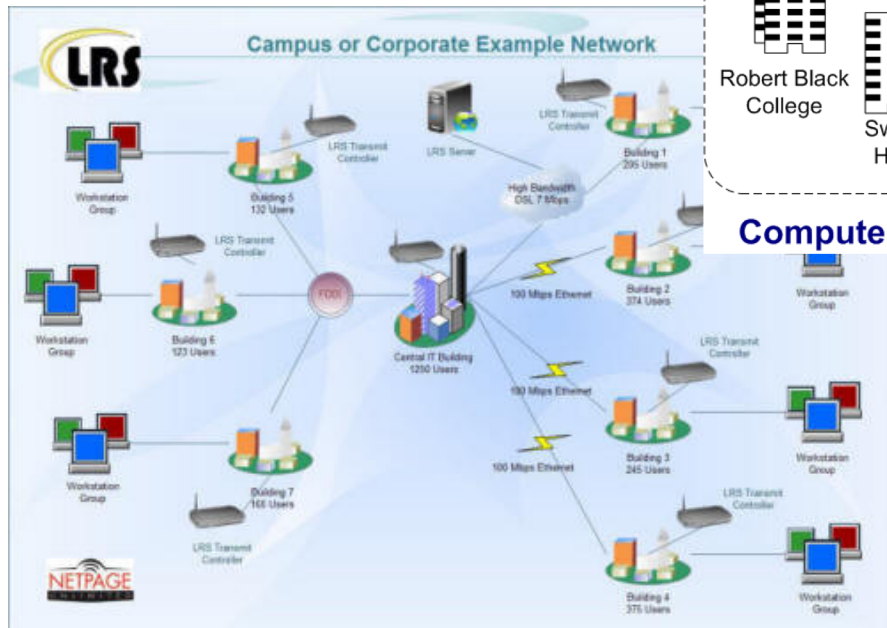 LRS
Campus or Corporate Example Network
Robert Black
College
Sw
H
Compute
LRS Transmit
Controller
LRS Server
LRS Transmit
Controller
Building 1
295 Users
Workstation
Group
Building 5
132 Users
High Bandwidth
DSL 7 Mbps
LRS Transmit
Controller
100 Mbps Ethernet
Building 2
374 Users
Workstation
Group
FDDI
Workstation
Group
Building 6
123 Users
Central IT Building
1250 Users
LRS Transmit
Controller
100 Mbps Ethernet
Building 3
245 Users
Workstation
Group
100 Mbps Ethernet
Workstation
Group
Building 7
Users
LRS Transmit
Controller
LRS Transmit
Controller
Building 4
375 Users
Workstation
Group
NETPAGE
UNLIMITED